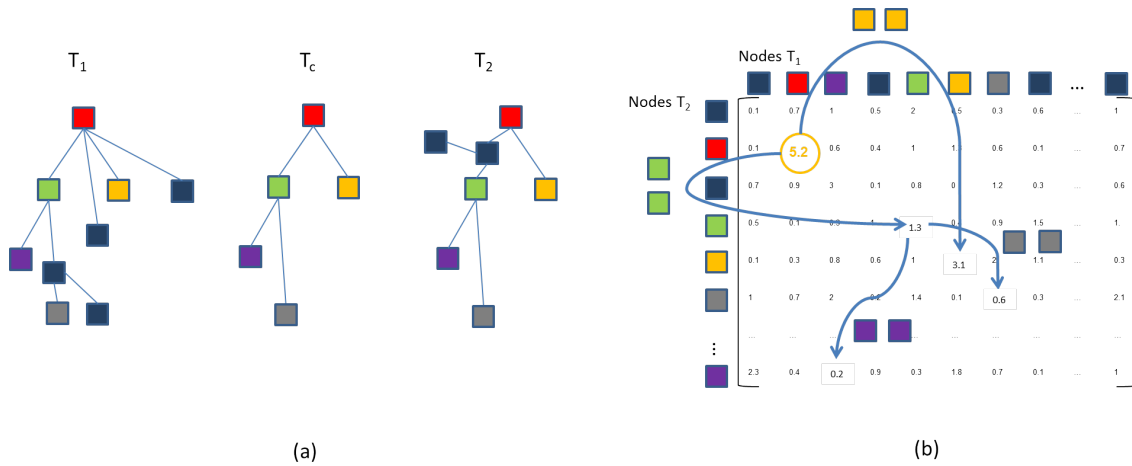 T1
Tc
T2
Nodes T1
Nodes T2
...
0.1 0.7 1 0.5 2 0.3 0.6 ... 1
0.1 5.2 0.6 0.4 1 0.6 0.1 ... 0.7
0.7 0.9 3 0.1 0.8 1.2 0.3 ... 0.6
0.5 0.1 1.3 0.9 1.5 ... 1
0.1 0.3 0.8 0.6 1 3.1 1.1 ... 0.3
1 0.7 2 1.4 0.1 0.6 0.3 ... 2.1
... ... ... ... ... ... ... ... ... ...
2.3 0.4 0.2 0.9 0.3 1.8 0.7 0.1 ... 1
(a)
(b)